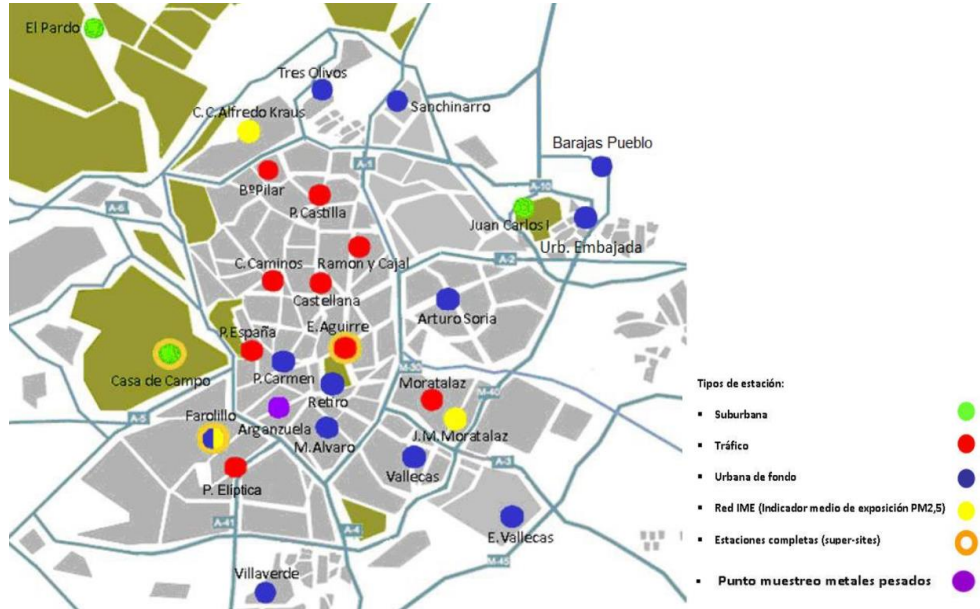 El Pardo
Tres Olivos
C.C.Alfredo Kraus
Sanchinarro
Barajas Pueblo
A-1
BºPilar
P.Castilla
A-10
A-6
Juan Carlos I
Urb. Embajada
C.Caminos
Ramon y Cajal
A-2
Castellana
Arturo Soria
P.España
E.Aguirre
Casa de Campo
P.Carmen
M-30
Moratalaz
M-40
Retiro
A-5
Farolillo
Arganzuela
M.Alvaro
J.M.Moratalaz
P. Eliptica
Vallecas
A-3
A-41
A-4
E.Vallecas
M-45
Villaverde
Tipos de estación:
▪ Suburbana
▪ Tráfico
▪ Urbana de fondo
▪ Red IME (Indicador medio de exposición PM2,5)
▪ Estaciones completas (super-sites)
▪ Punto muestreo metales pesados